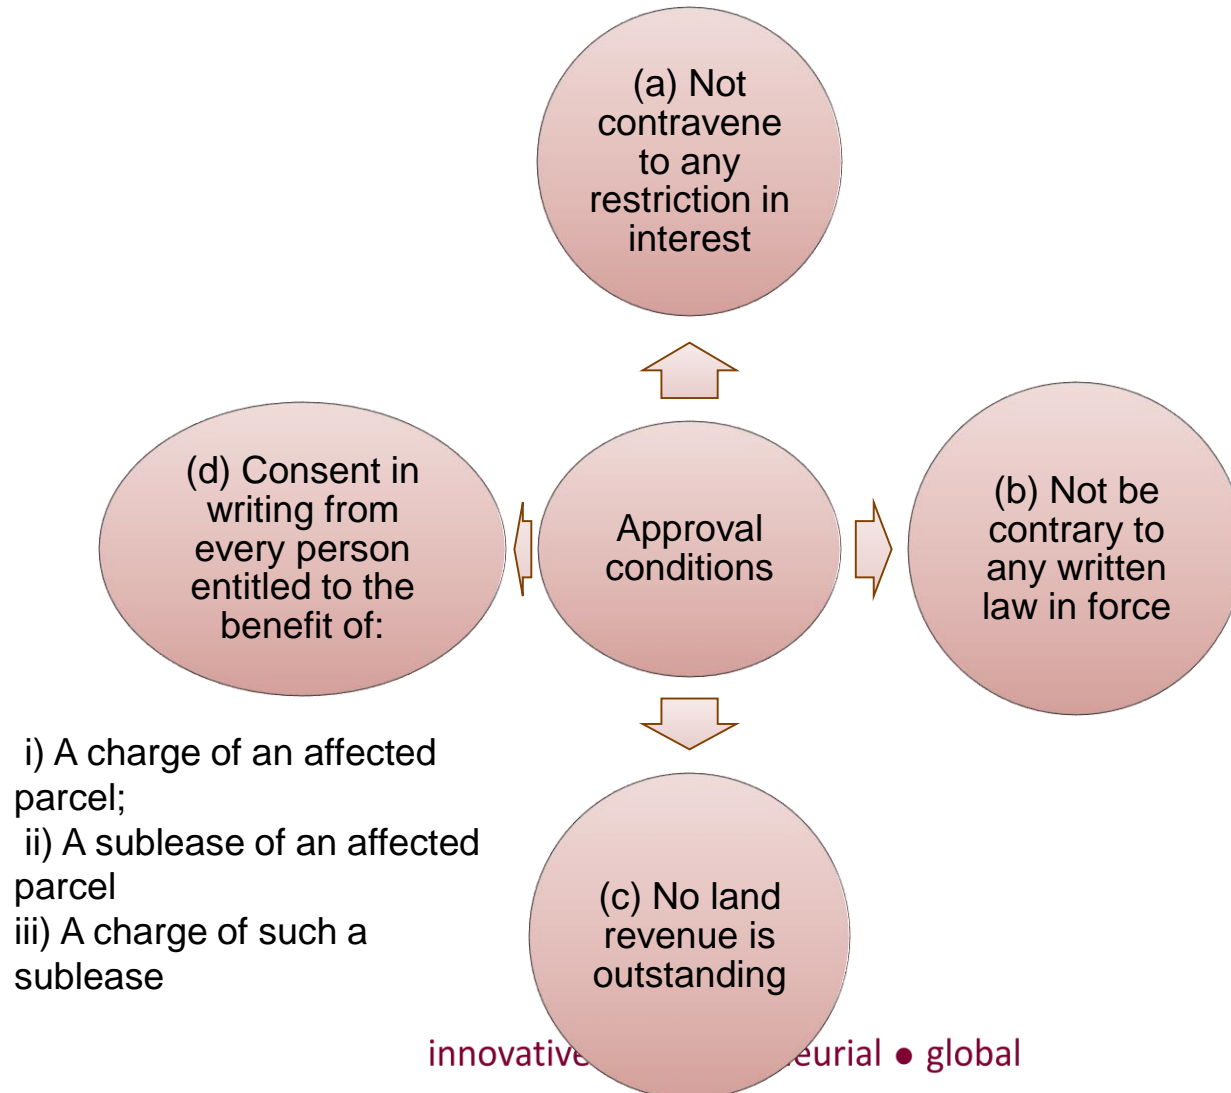 (a) Not
contravene
to any
restriction in
interest
(d) Consent in
writing from
every person
entitled to the
benefit of:
Approval
conditions
(b) Not be
contrary to
any written
law in force
i) A charge of an affected
parcel;
ii) A sublease of an affected
parcel
iii) A charge of such a
sublease
(c) No land
revenue is
outstanding
innovative eurial ● global